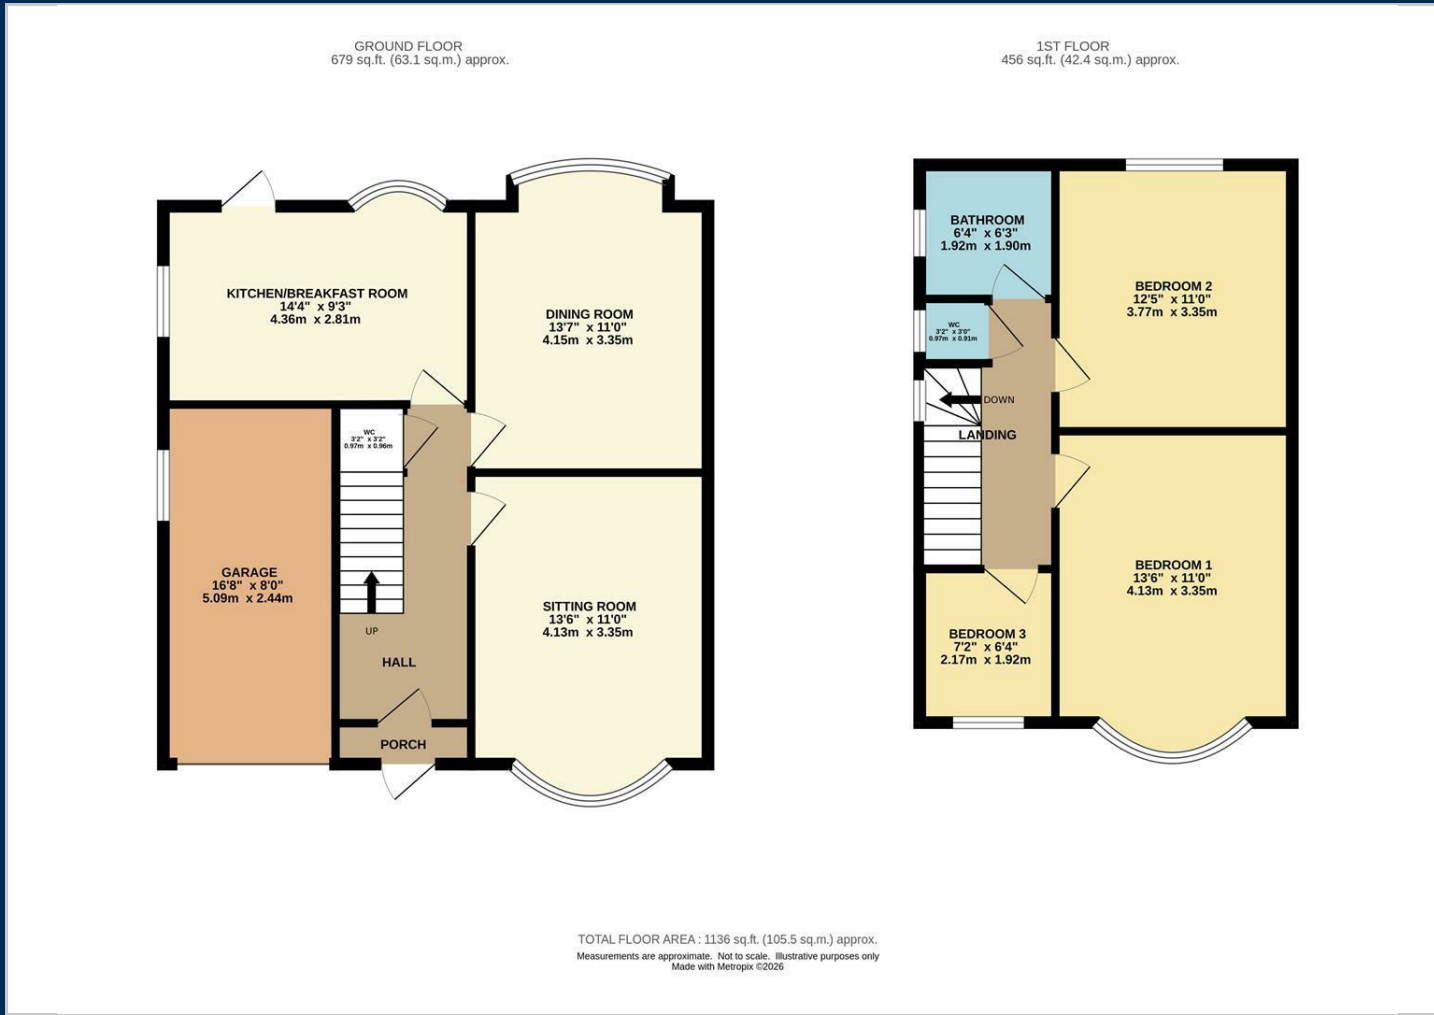 GROUND FLOOR
679 sq.ft. (63.1 sq.m.) approx.
KITCHEN/BREAKFAST ROOM
14'4" x 9'3"
4.36m x 2.81m
DINING ROOM
13'7" x 11'0"
4.15m x 3.35m
WC
3'2" x 3'2"
0.97m x 0.96m
GARAGE
16'8" x 8'0"
5.09m x 2.44m
SITTING ROOM
13'6" x 11'0"
4.13m x 3.35m
UP
HALL
PORCH
1ST FLOOR
456 sq.ft. (42.4 sq.m.) approx.
BATHROOM
6'4" x 6'3"
1.92m x 1.90m
BEDROOM 2
12'5" x 11'0"
3.77m x 3.35m
WC
3'2" x 3'0"
0.97m x 0.91m
DOWN
LANDING
BEDROOM 1
13'6" x 11'0"
4.13m x 3.35m
BEDROOM 3
7'2" x 6'4"
2.17m x 1.92m
TOTAL FLOOR AREA : 1136 sq.ft. (105.5 sq.m.) approx.
Measurements are approximate. Not to scale. Illustrative purposes only
Made with Metropix ©2026